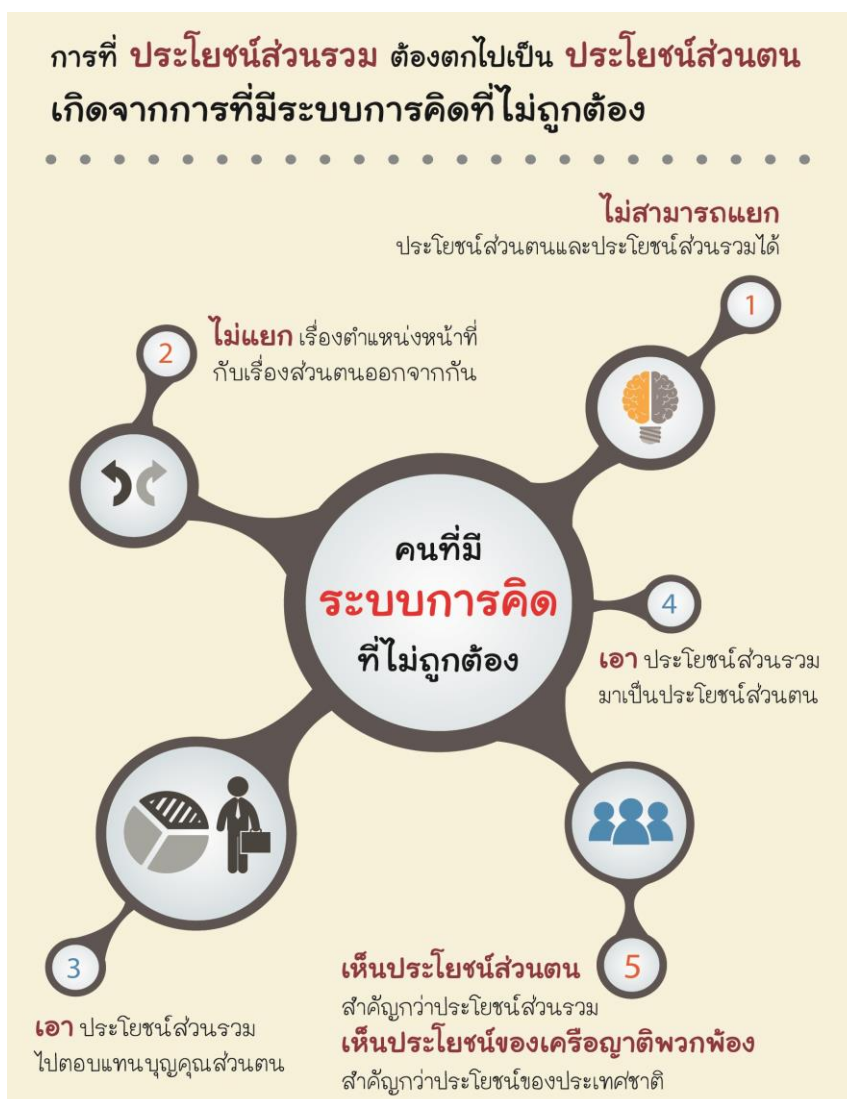 การที่ ประโยชน์ส่วนรวม ต้องตกไปเป็น ประโยชน์ส่วนตน
เกิดจากการที่มีระบบการคิดที่ไม่ถูกต้อง
ไม่สามารถแยก
ประโยชน์ส่วนตนและประโยชน์ส่วนรวมได้
1
2
ไม่แยก เรื่องตำแหน่งหน้าที่
กับเรื่องส่วนตนออกจากกัน
คนที่มี
ระบบการคิด
ที่ไม่ถูกต้อง
4
เอา ประโยชน์ส่วนรวม
มาเป็นประโยชน์ส่วนตน
3
เอา ประโยชน์ส่วนรวม
ไปตอบแทนบุญคุณส่วนตน
5
เห็นประโยชน์ส่วนตน
สำคัญกว่าประโยชน์ส่วนรวม
เห็นประโยชน์ของเครือญาติพวกพ้อง
สำคัญกว่าประโยชน์ของประเทศชาติ